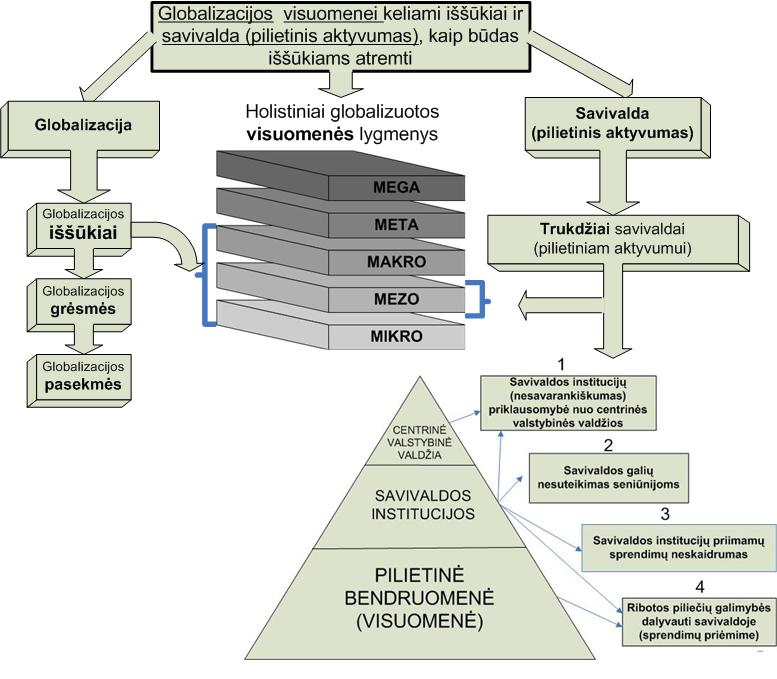 Globalizacijos visuomenei keliami iššūkiai ir
savivalda (pilietinis aktyvumas), kaip būdas
iššūkiams atremti
Globalizacija
Holistiniai globalizuotos
visuomenės lygmenys
Savivalda
(pilietinis aktyvumas)
MEGA
META
MAKRO
MEZO
MIKRO
Globalizacijos
iššūkiai
Globalizacijos
grėsmės
Globalizacijos
pasekmės
Trukdžiai savivaldai
(pilietiniam aktyvumui)
CENTRINĖ
VALSTYBINĖ
VALDŽIA
SAVIVALDOS
INSTITUCIJOS
PILIETINĖ
BENDRUOMENĖ
(VISUOMENĖ)
1
Savivaldos institucijų
(nesavarankiškumas)
priklausomybė nuo centrinės
valstybinės valdžios
2
Savivaldos galių
nesuteikimas seniūnijoms
3
Savivaldos institucijų priimamų
sprendimų neskaidrumas
4
Ribotos piliečių galimybės
dalyvauti savivaldoje
(sprendimų priėmime)